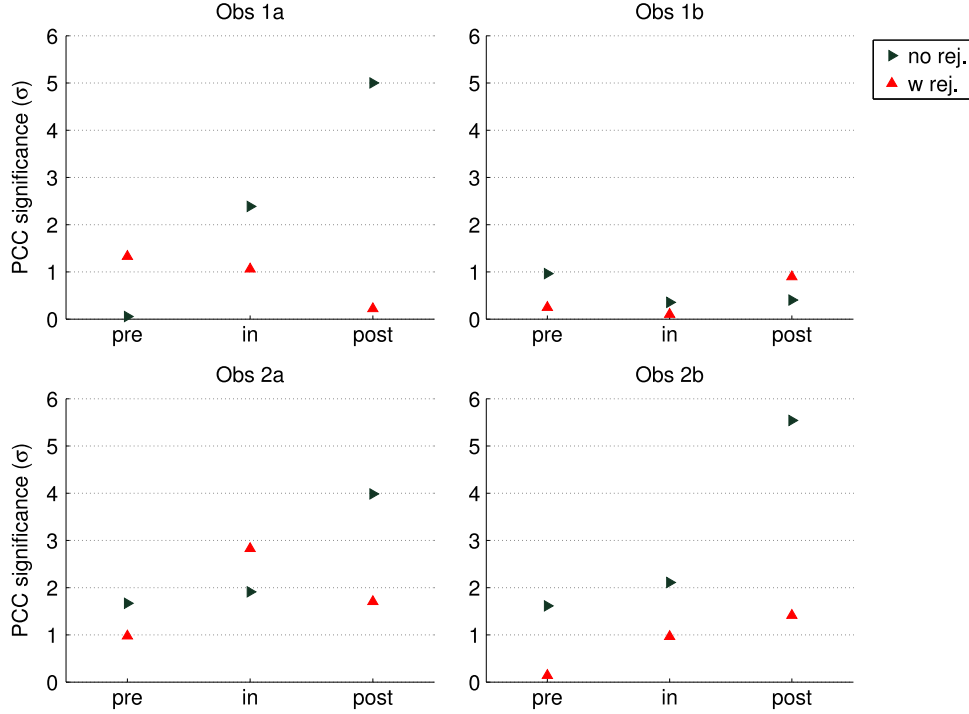 Obs 1a
PCC significance (σ)
6
5
4
3
2
1
0
pre in post
Obs 1b
6
5
4
3
2
1
0
pre in post
no rej.
w rej.
Obs 2a
PCC significance (σ)
6
5
4
3
2
1
0
pre in post
Obs 2b
6
5
4
3
2
1
0
pre in post